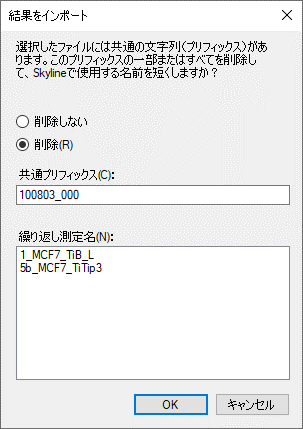 結果をインポート
選択したファイルには共通の文字列(プリフィックス)があ
ります。このプリフィックスの一部またはすべてを削除し
て、Skylineで使用する名前を短くしますか?
削除しない
削除(R)
共通プリフィックス(C):
100803_000
繰り返し測定名(N):
1_MCF7_TiB_L
5b_MCF7_TiTip3
OK
キャンセル